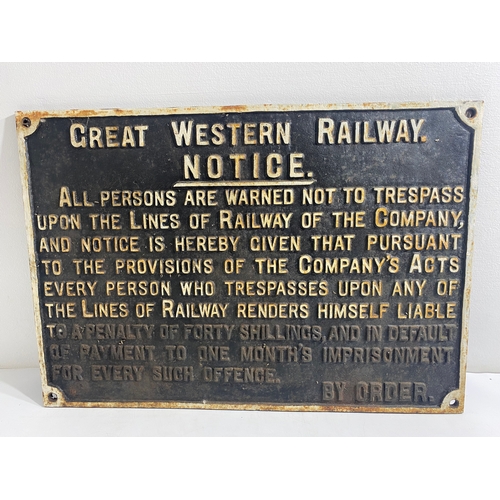 GREAT WESTERN RAILWAY.
NOTICE.
ALL PERSONS ARE WARNED NOT TO TRESPASS
UPON THE LINES OF RAILWAY OF THE COMPANY,
AND NOTICE IS HEREBY GIVEN THAT PURSUANT
TO THE PROVISIONS OF THE COMPANY'S ACTS
EVERY PERSON WHO TRESPASSES UPON ANY OF
THE LINES OF RAILWAY RENDERS HIMSELF LIABLE
TO A PENALTY OF FORTY SHILLINGS, AND IN DEFAULT
OF PAYMENT TO ONE MONTH'S IMPRISONMENT
FOR EVERY SUCH OFFENCE.
BY ORDER.